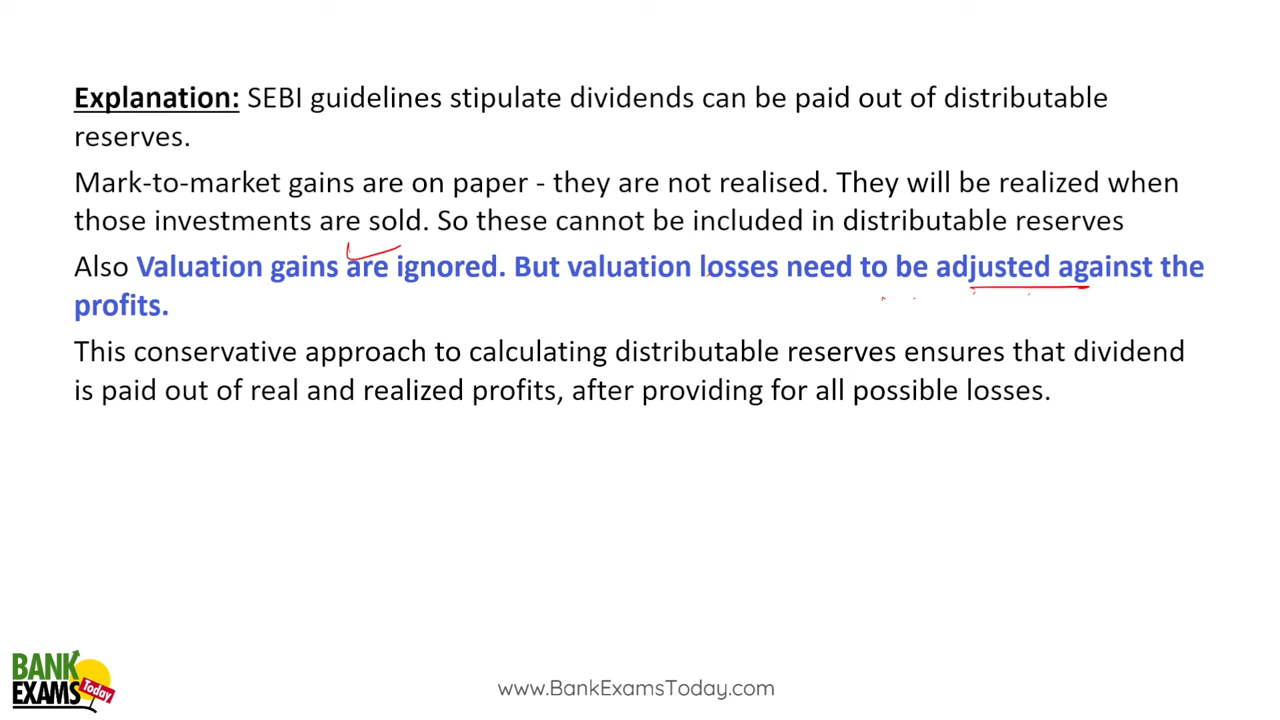 Explanation: SEBI guidelines stipulate dividends can be paid out of distributable
reserves.
Mark-to-market gains are on paper - they are not realised. They will be realized when
those investments are sold. So these cannot be included in distributable reserves
Also Valuation gains are ignored. But valuation losses need to be adjusted against the
profits.
This conservative approach to calculating distributable reserves ensures that dividend
is paid out of real and realized profits, after providing for all possible losses.
BANK
EXAMS Today
www.BankExamsToday.com